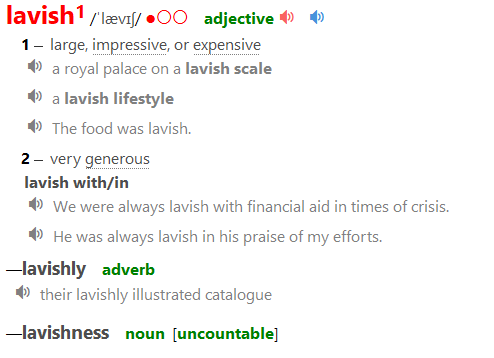 lavish¹ /ˈlævɪʃ/ ●○○ adjective
1 – large, impressive, or expensive
a royal palace on a lavish scale
a lavish lifestyle
The food was lavish.
2 – very generous
lavish with/in
We were always lavish with financial aid in times of crisis.
He was always lavish in his praise of my efforts.
—lavishly adverb
their lavishly illustrated catalogue
—lavishness noun [uncountable]